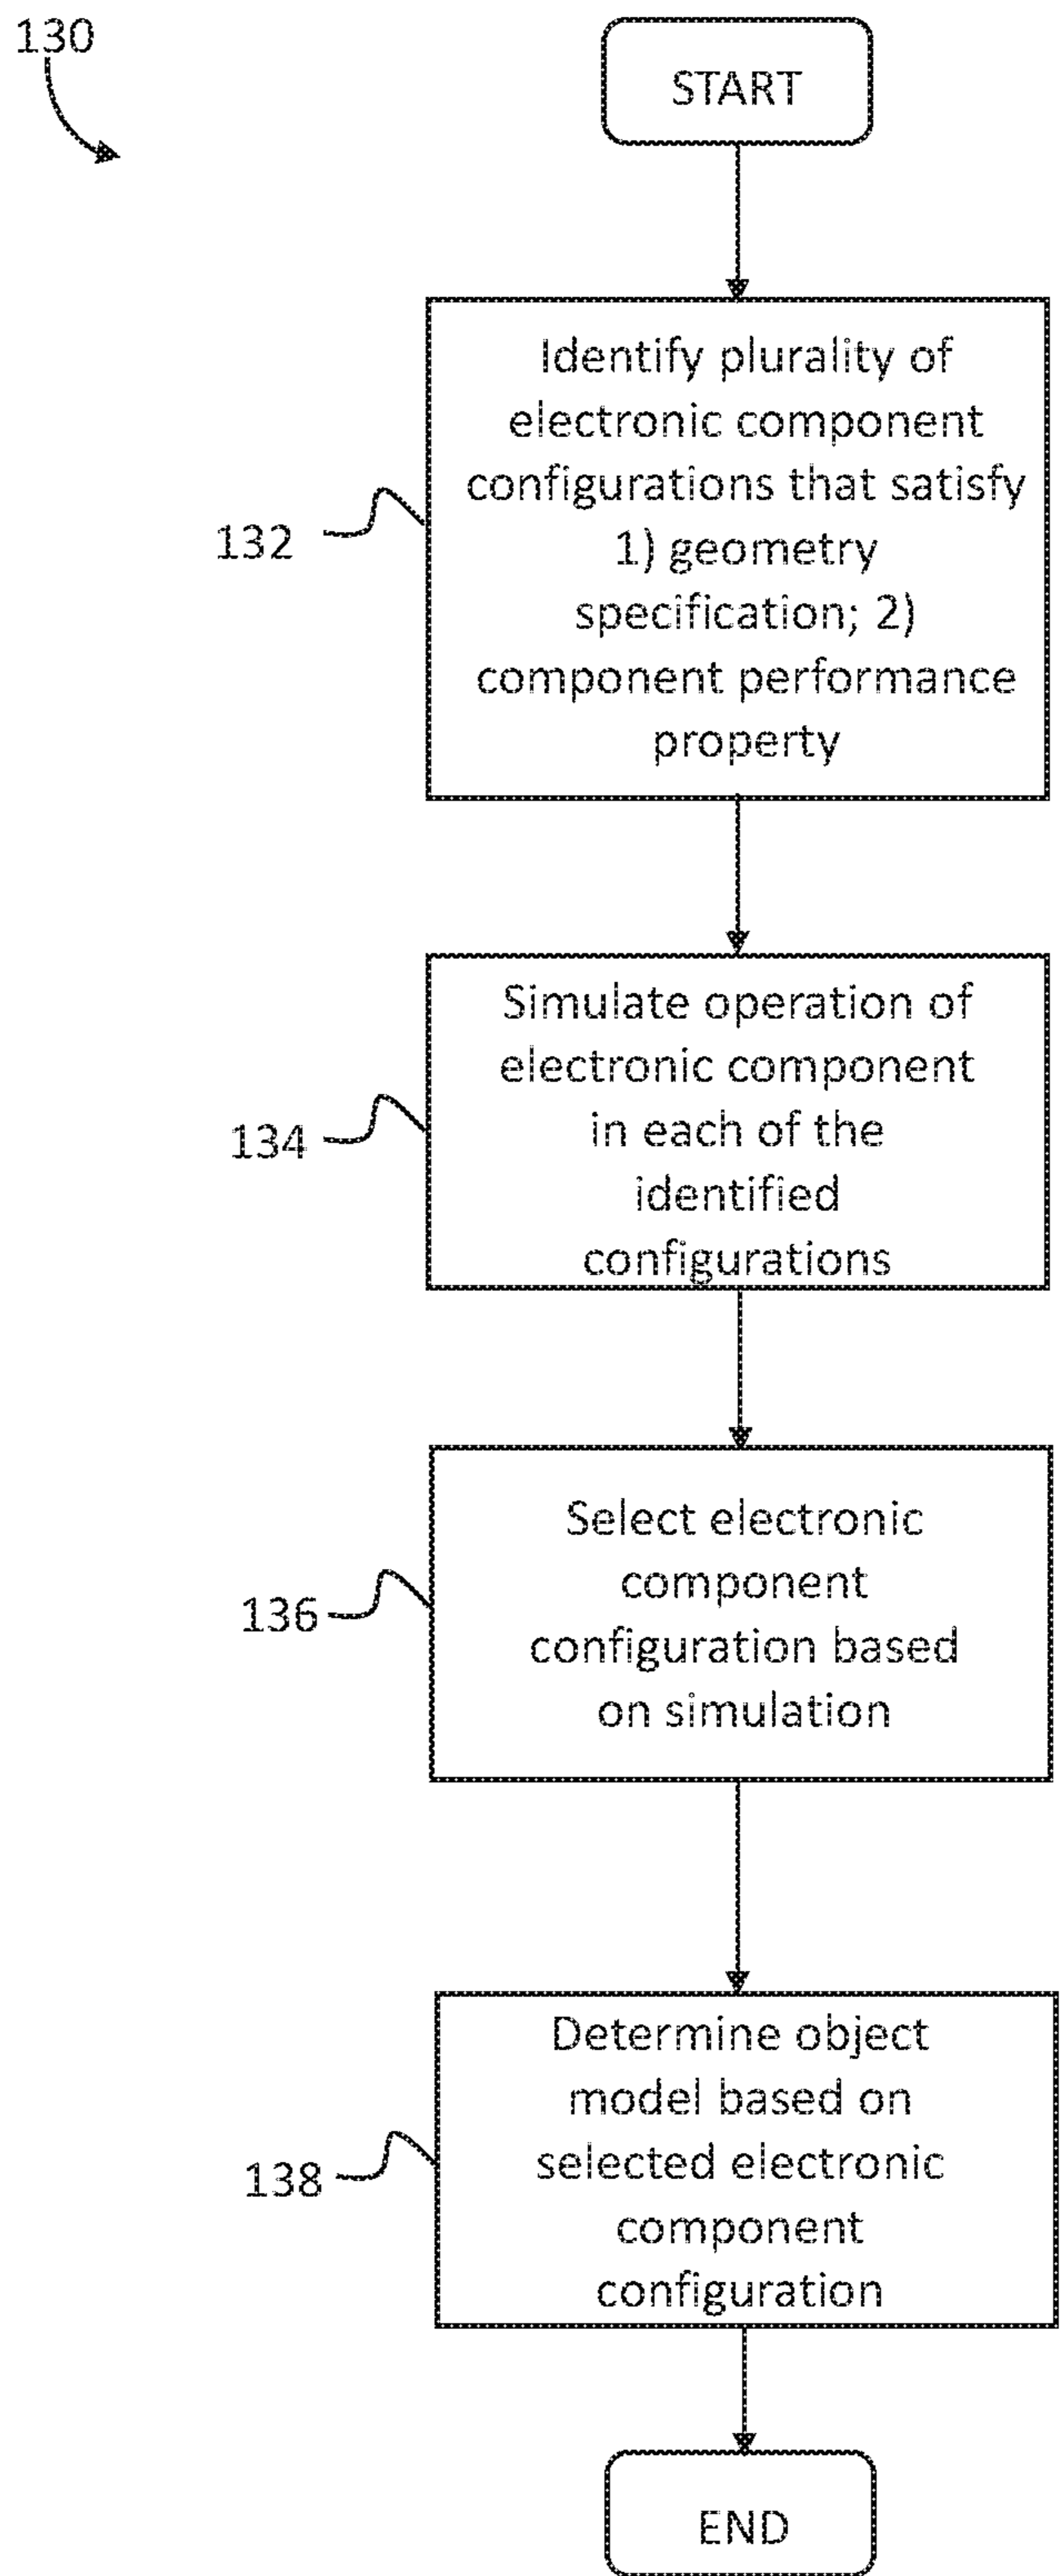 130
START
Identify plurality of
electronic component
configurations that satisfy
1) geometry
specification; 2)
component performance
property
132
Simulate operation of
electronic component
in each of the
identified
configurations
134
Select electronic
component
configuration based
on simulation
136
Determine object
model based on
selected electronic
component
configuration
138
END